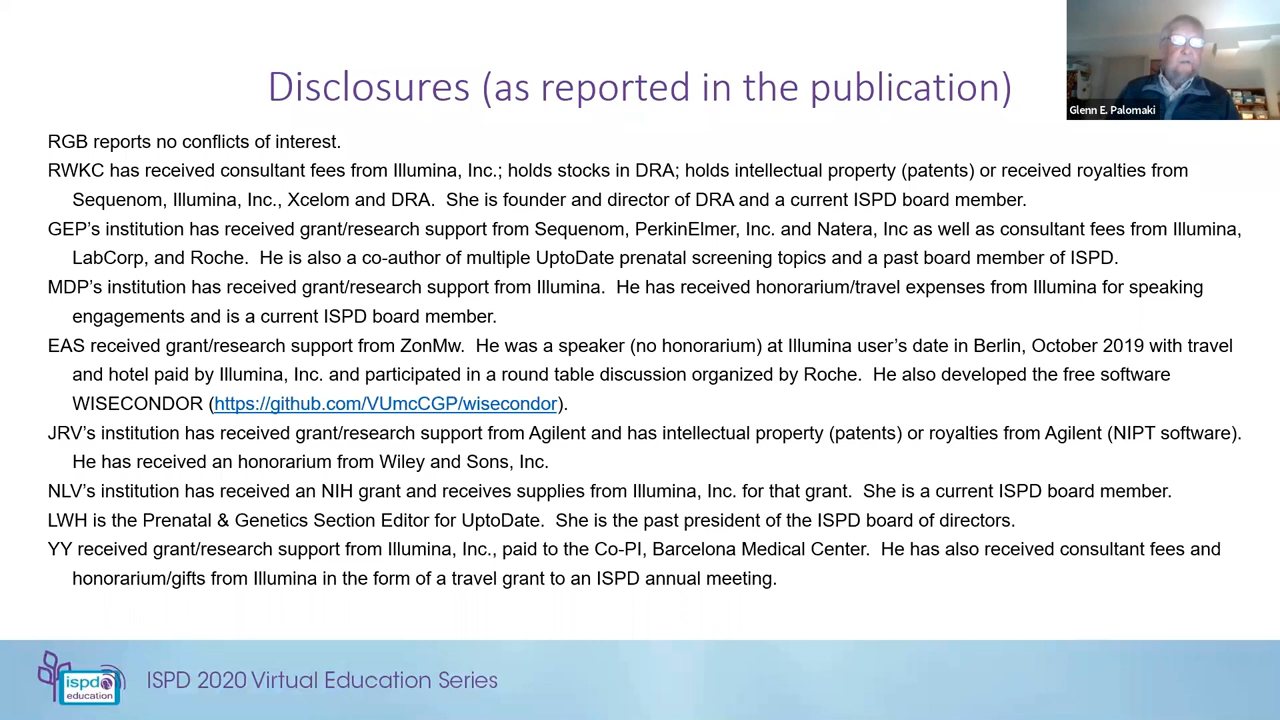 Glenn E. Palomaki
Disclosures (as reported in the publication)
RGB reports no conflicts of interest.
RWKC has received consultant fees from Illumina, Inc.; holds stocks in DRA; holds intellectual property (patents) or received royalties from
Sequenom, Illumina, Inc., Xcelom and DRA.  She is founder and director of DRA and a current ISPD board member.
GEP's institution has received grant/research support from Sequenom, PerkinElmer, Inc. and Natera, Inc as well as consultant fees from Illumina,
LabCorp, and Roche.  He is also a co-author of multiple UpToDate prenatal screening topics and a past board member of ISPD.
MDP's institution has received grant/research support from Illumina.  He has received honorarium/travel expenses from Illumina for speaking
engagements and is a current ISPD board member.
EAS received grant/research support from ZonMw.  He was a speaker (no honorarium) at Illumina user's date in Berlin, October 2019 with travel
and hotel paid by Illumina, Inc. and participated in a round table discussion organized by Roche.  He also developed the free software
WISECONDOR (https://github.com/VUmcCGP/wisecondor).
JRV's institution has received grant/research support from Agilent and has intellectual property (patents) or royalties from Agilent (NIPT software).
He has received an honorarium from Wiley and Sons, Inc.
NLV's institution has received an NIH grant and receives supplies from Illumina, Inc. for that grant.  She is a current ISPD board member.
LWH is the Prenatal & Genetics Section Editor for UpToDate.  She is the past president of the ISPD board of directors.
YY received grant/research support from Illumina, Inc., paid to the Co-PI, Barcelona Medical Center.  He has also received consultant fees and
honorarium/gifts from Illumina in the form of a travel grant to an ISPD annual meeting.
ispd
education
ISPD 2020 Virtual Education Series